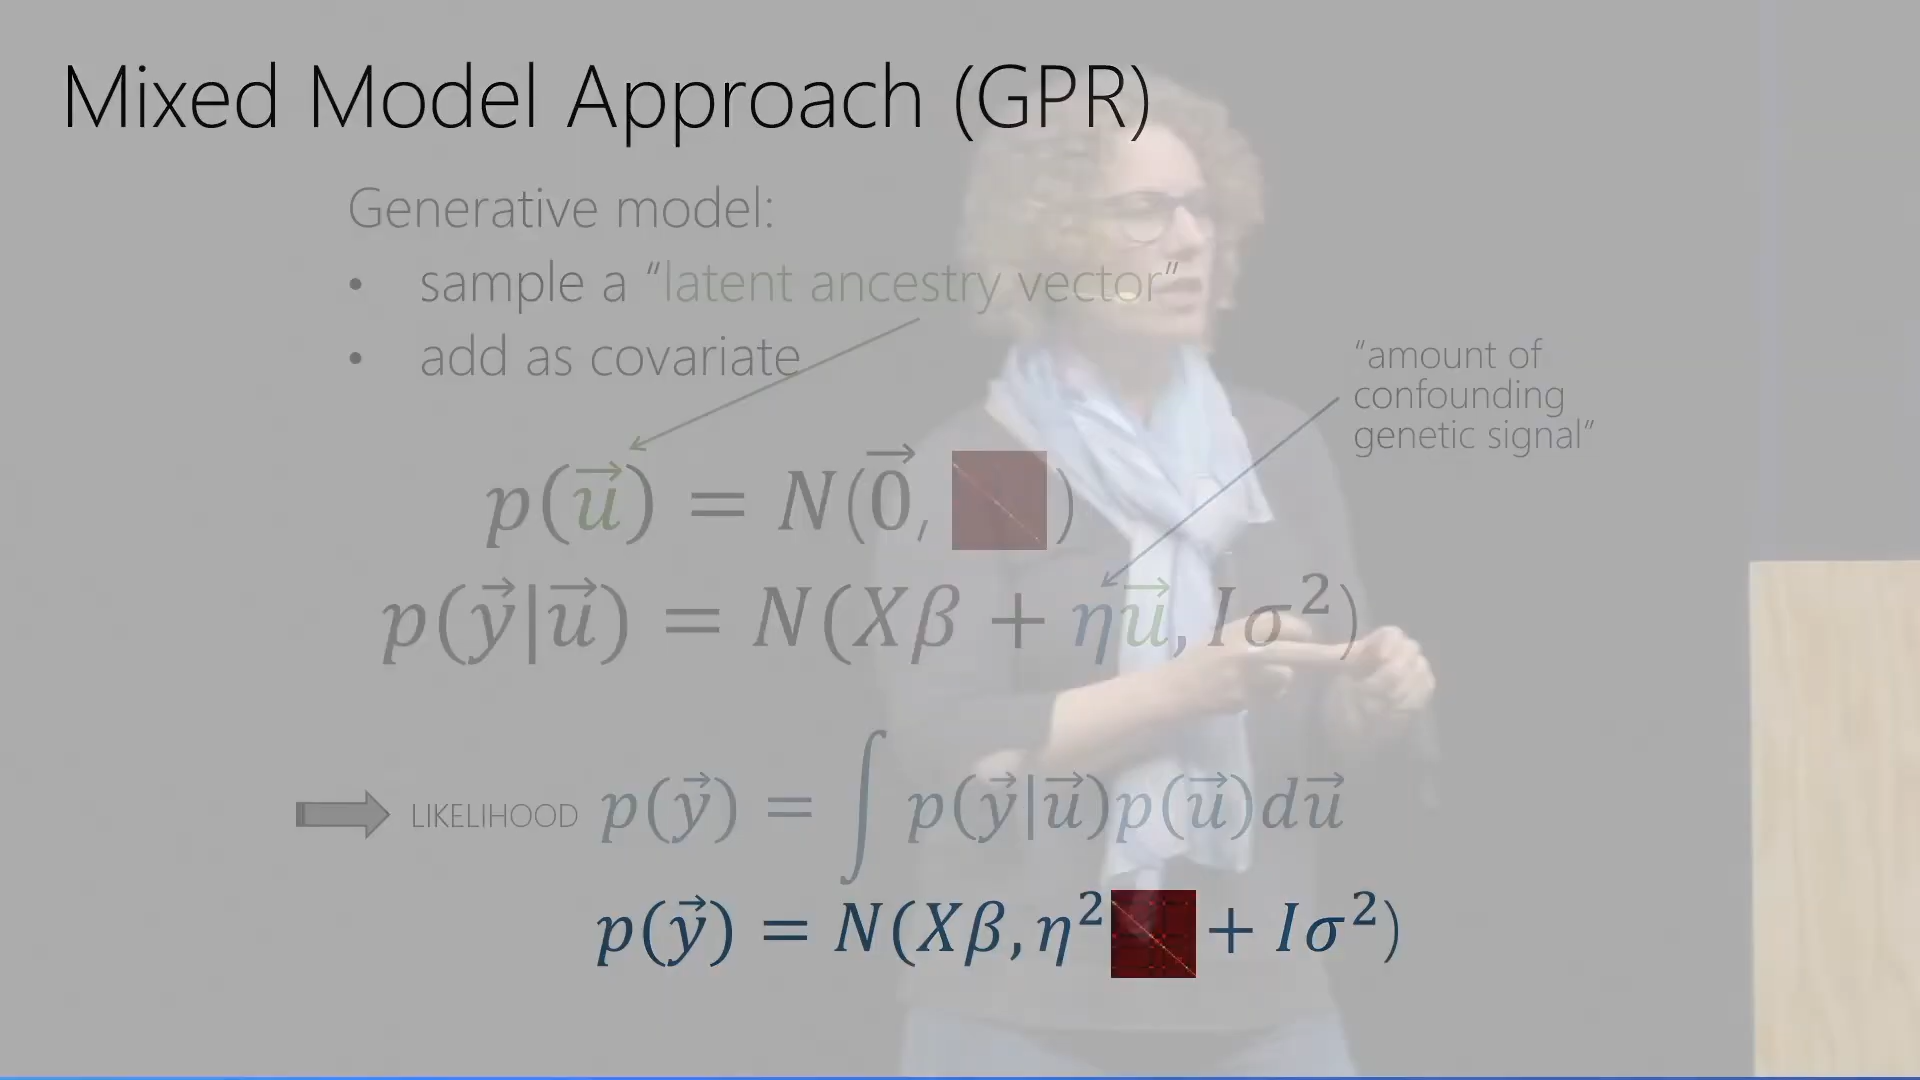 Mixed Model Approach (GPR)
Generative model:
• sample a “latent ancestry vector”
• add as covariate
“amount of
confounding
genetic signal”
p(u⃗) = N(0⃗, )
p(y⃗|u⃗) = N(Xβ + ηu⃗, Iσ²)
LIKELIHOOD p(y⃗) = ∫ p(y⃗|u⃗)p(u⃗)du⃗
p(y⃗) = N(Xβ, η² + Iσ²)